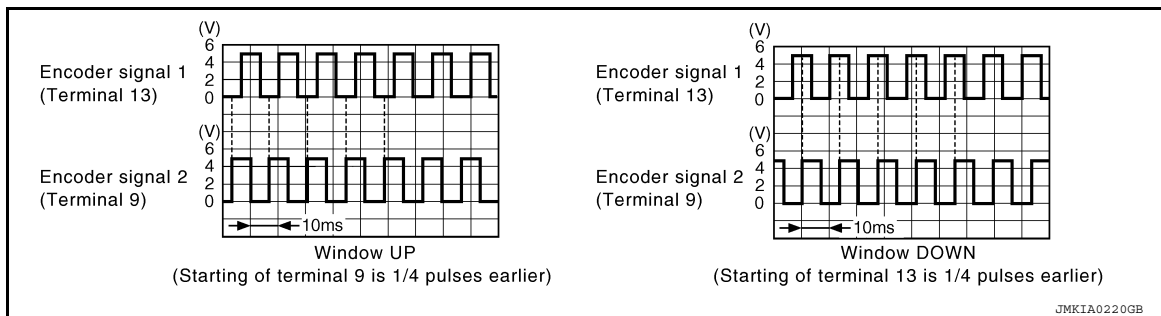 (V)
6
4
2
0
Encoder signal 1
(Terminal 13)
(V)
6
4
2
0
Encoder signal 2
(Terminal 9)
10ms
Window UP
(Starting of terminal 9 is 1/4 pulses earlier)
(V)
6
4
2
0
Encoder signal 1
(Terminal 13)
(V)
6
4
2
0
Encoder signal 2
(Terminal 9)
10ms
Window DOWN
(Starting of terminal 13 is 1/4 pulses earlier)
JMKIA0220GB